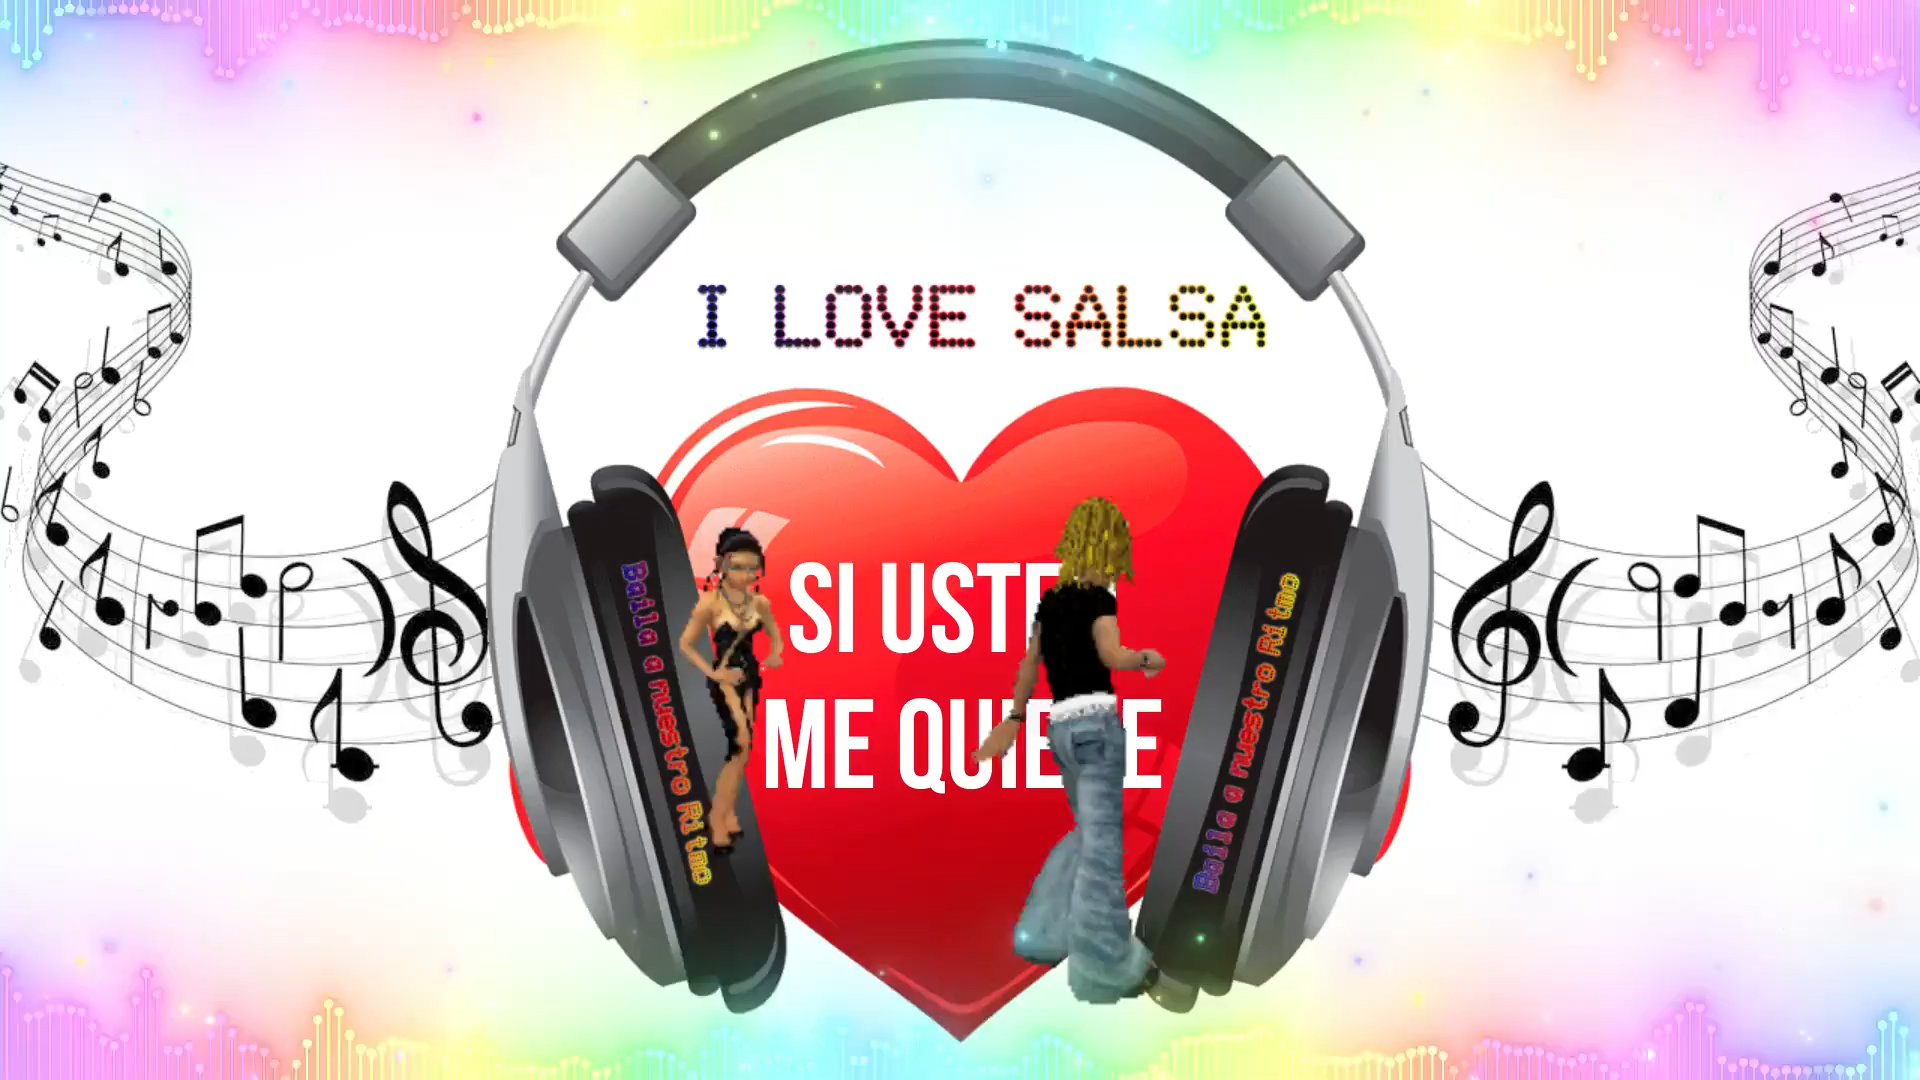 I LOVE SALSA
SI USTE
ME QUIE E
Baila a nuestro Ritmo
Baila a nuestro Ritmo